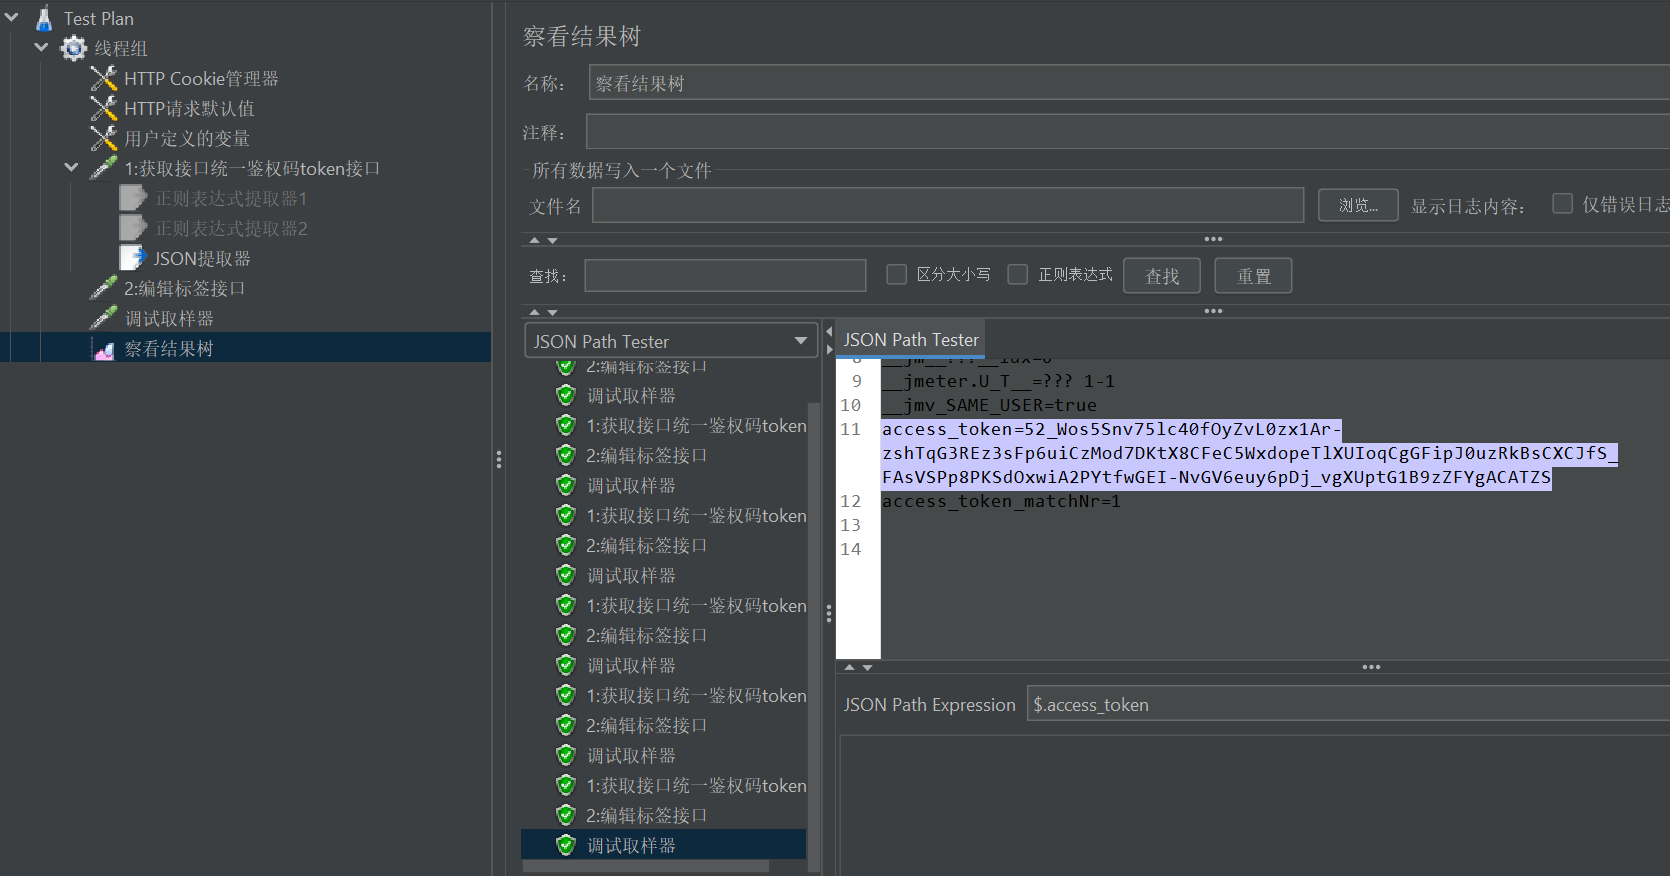 Test Plan
线程组
HTTP Cookie管理器
HTTP请求默认值
用户定义的变量
1:获取接口统一鉴权码token接口
正则表达式提取器1
正则表达式提取器2
JSON提取器
2:编辑标签接口
调试取样器
察看结果树
察看结果树
名称： 察看结果树
注释：
所有数据写入一个文件
文件名 浏览... 显示日志内容： 仅错误日志
查找： 区分大小写 正则表达式 查找 重置
JSON Path Tester
2:编辑标签接口
调试取样器
1:获取接口统一鉴权码token
2:编辑标签接口
调试取样器
1:获取接口统一鉴权码token
2:编辑标签接口
调试取样器
1:获取接口统一鉴权码token
2:编辑标签接口
调试取样器
1:获取接口统一鉴权码token
2:编辑标签接口
调试取样器
1:获取接口统一鉴权码token
2:编辑标签接口
调试取样器
JSON Path Tester
8 __jm__???__idx=0
9 __jmeter.U_T__=??? 1-1
10 __jmv_SAME_USER=true
11 access_token=52_Wos5Snv75lc40fOyZvL0zx1Ar-
zshTqG3REz3sFp6uiCzMod7DKtX8CFeC5WxdopeTlXUIoqCgGFipJ0uzRkBsCXCJfS_
FAsVSPp8PKSdOxwiA2PYtfwGEI-NvGV6euy6pDj_vgXUptG1B9zZFYgACATZS
12 access_token_matchNr=1
13
14
JSON Path Expression $.access_token